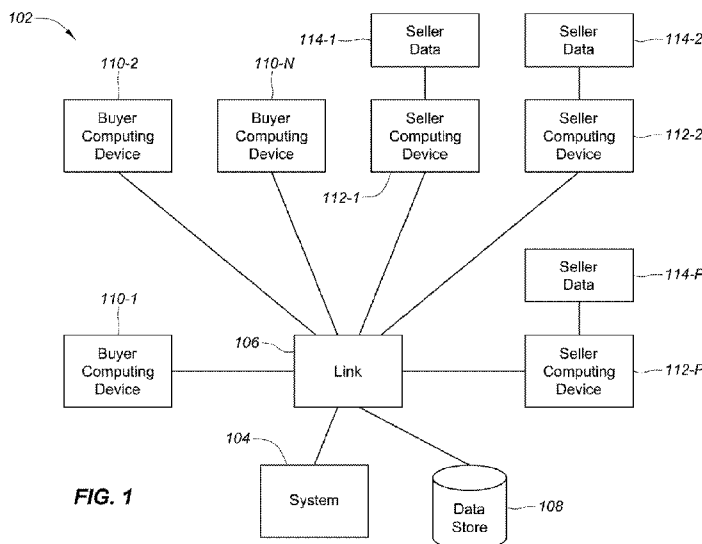 102
110-2
Buyer
Computing
Device
110-N
Buyer
Computing
Device
114-1
Seller
Data
Seller
Computing
Device
112-1
Seller
Data
114-2
Seller
Computing
Device
112-2
110-1
Buyer
Computing
Device
106
Link
Seller
Data
114-P
Seller
Computing
Device
112-P
104
System
Data
Store
108
FIG. 1